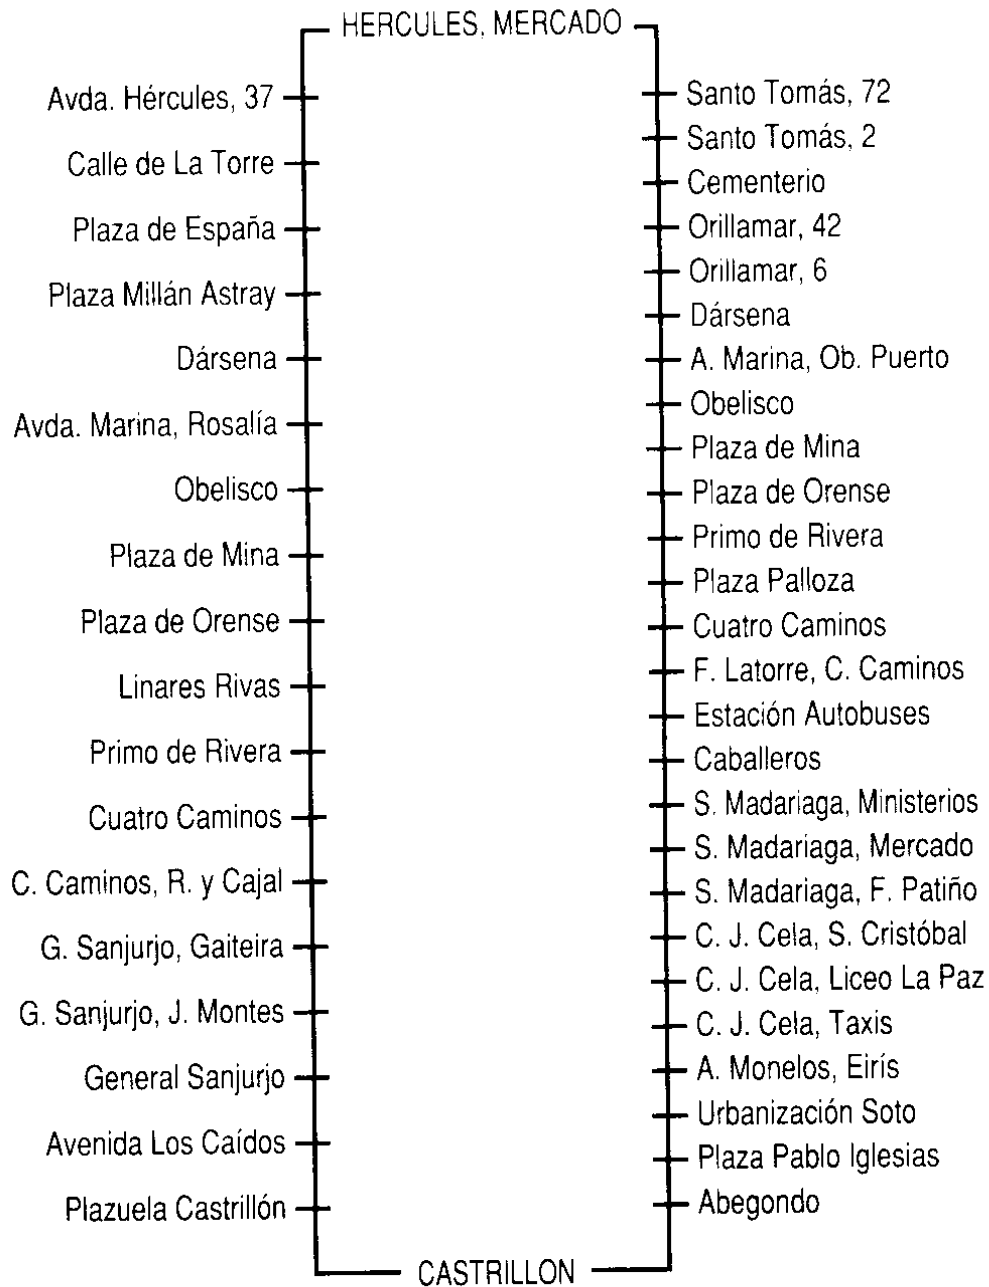 HERCULES, MERCADO
Avda. Hércules, 37
Calle de La Torre
Plaza de España
Plaza Millán Astray
Dársena
Avda. Marina, Rosalía
Obelisco
Plaza de Mina
Plaza de Orense
Linares Rivas
Primo de Rivera
Cuatro Caminos
C. Caminos, R. y Cajal
G. Sanjurjo, Gaiteira
G. Sanjurjo, J. Montes
General Sanjurjo
Avenida Los Caídos
Plazuela Castrillón
Santo Tomás, 72
Santo Tomás, 2
Cementerio
Orillamar, 42
Orillamar, 6
Dársena
A. Marina, Ob. Puerto
Obelisco
Plaza de Mina
Plaza de Orense
Primo de Rivera
Plaza Palloza
Cuatro Caminos
F. Latorre, C. Caminos
Estación Autobuses
Caballeros
S. Madariaga, Ministerios
S. Madariaga, Mercado
S. Madariaga, F. Patiño
C. J. Cela, S. Cristóbal
C. J. Cela, Liceo La Paz
C. J. Cela, Taxis
A. Monelos, Eirís
Urbanización Soto
Plaza Pablo Iglesias
Abegondo
CASTRILLON